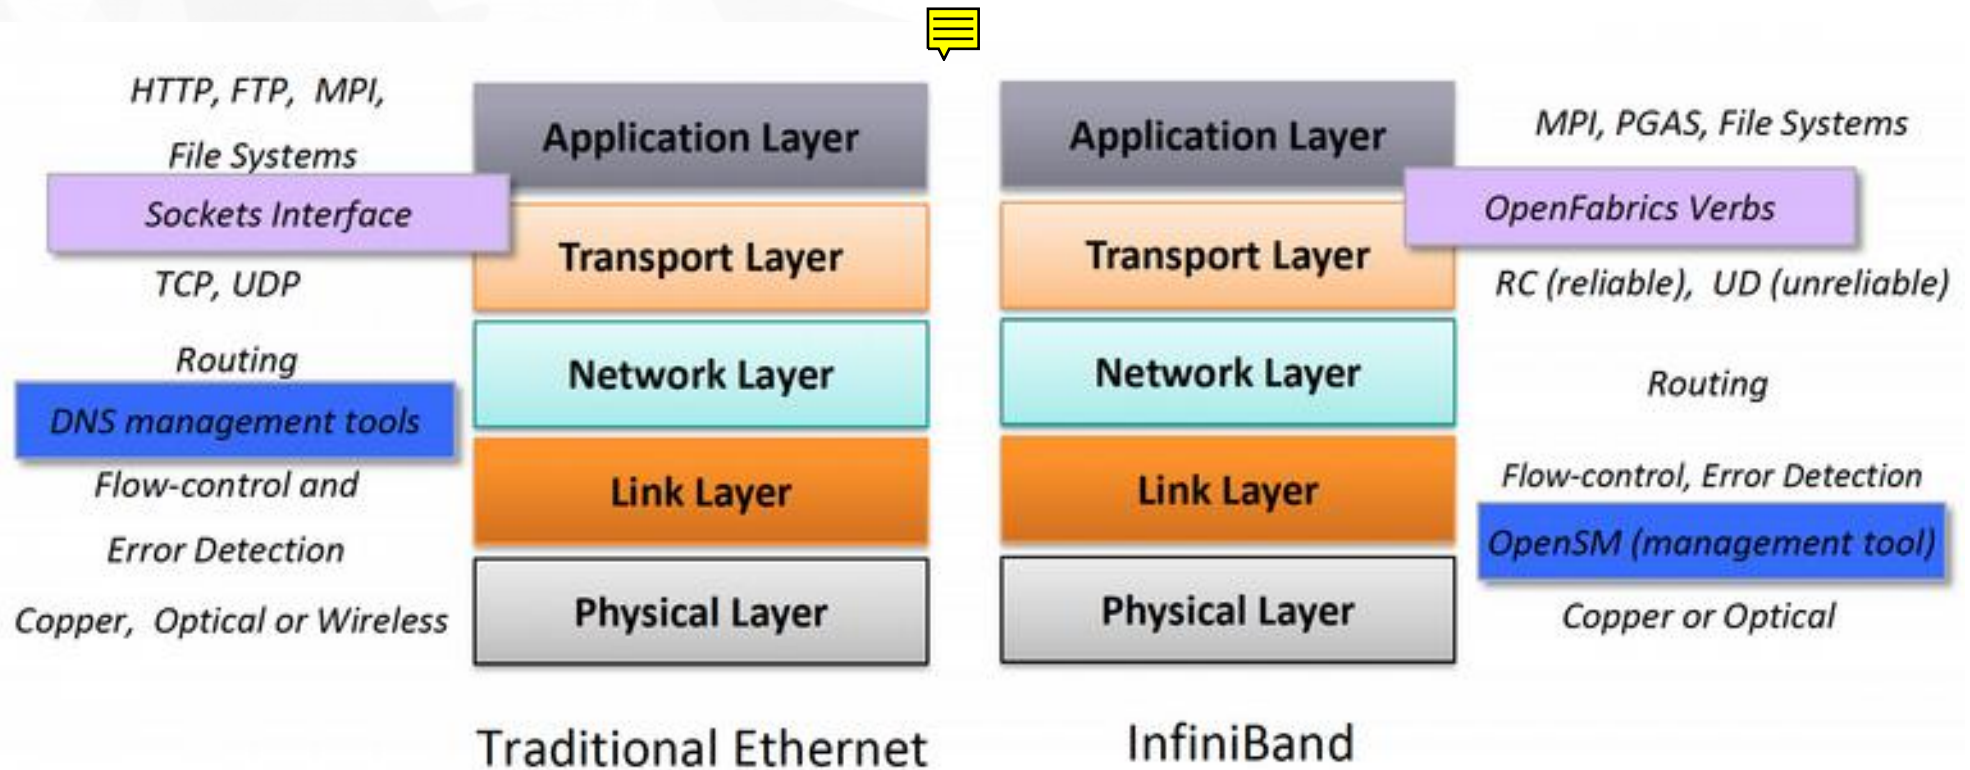 HTTP, FTP, MPI,
File Systems
Sockets Interface
TCP, UDP
Routing
DNS management tools
Flow-control and
Error Detection
Copper, Optical or Wireless
Application Layer
Transport Layer
Network Layer
Link Layer
Physical Layer
Traditional Ethernet
Application Layer
Transport Layer
Network Layer
Link Layer
Physical Layer
InfiniBand
MPI, PGAS, File Systems
OpenFabrics Verbs
RC (reliable), UD (unreliable)
Routing
Flow-control, Error Detection
OpenSM (management tool)
Copper or Optical